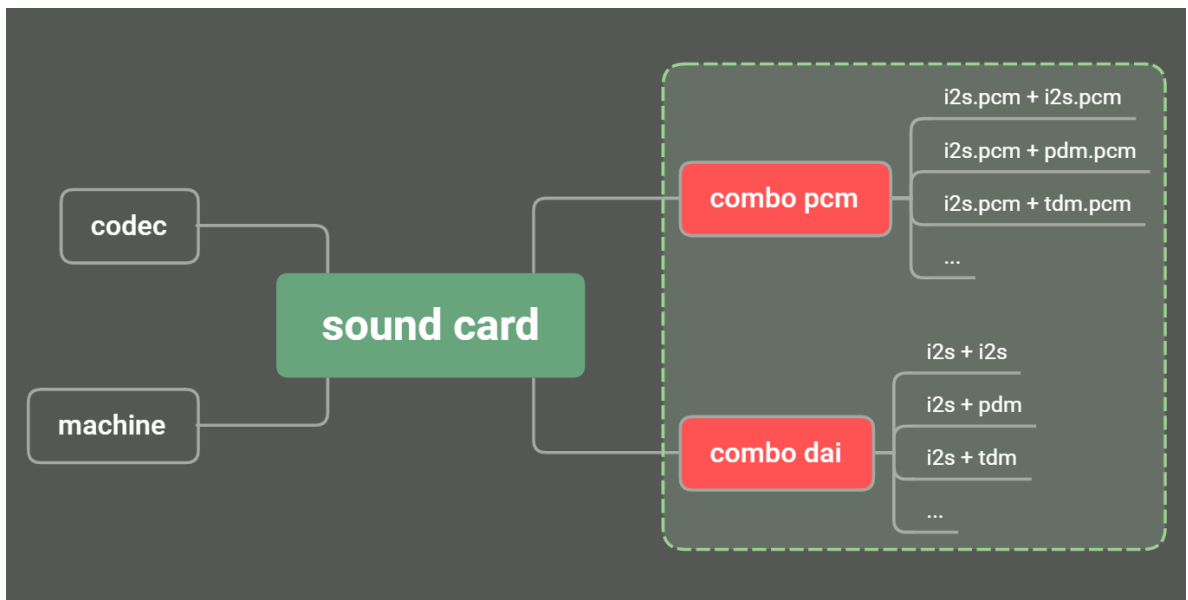 codec
machine
sound card
combo pcm
i2s.pcm + i2s.pcm
i2s.pcm + pdm.pcm
i2s.pcm + tdm.pcm
...
combo dai
i2s + i2s
i2s + pdm
i2s + tdm
...